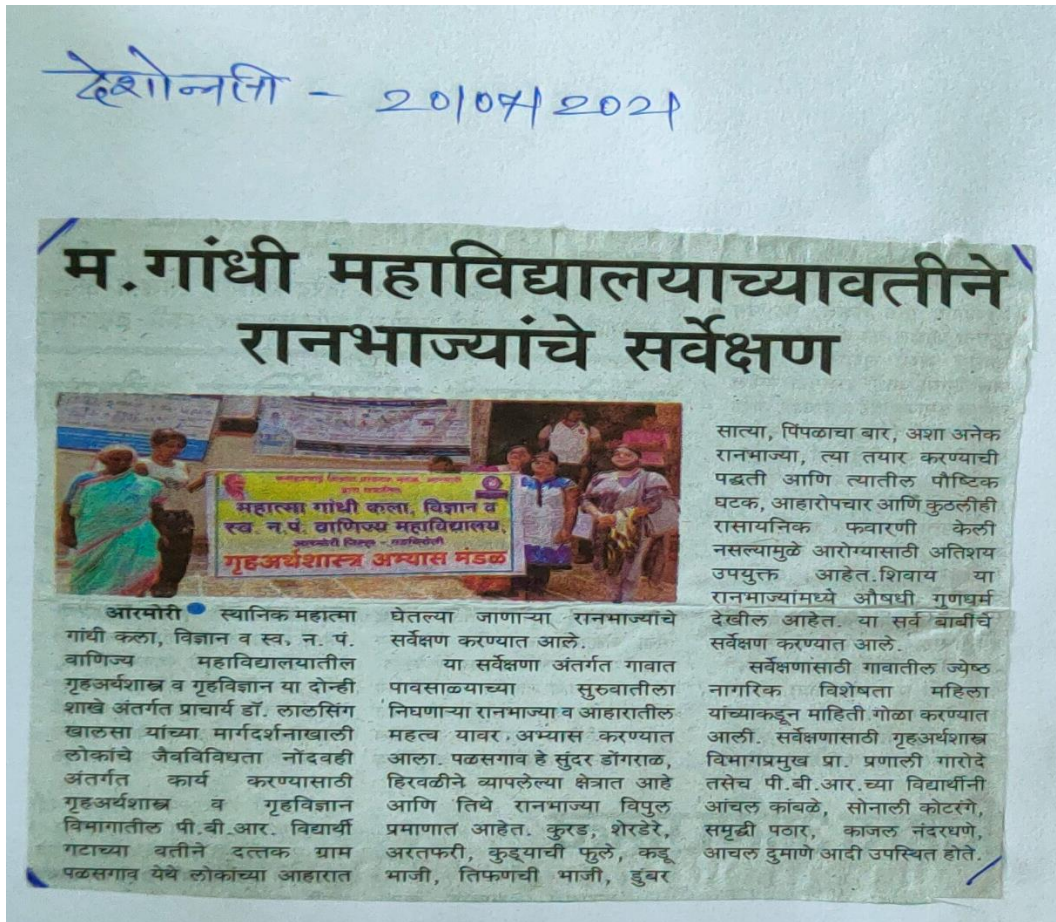 देशोन्नती - 20/07/2021
म. गांधी महाविद्यालयाच्यावतीने
रानभाज्यांचे सर्वेक्षण
महात्मा गांधी कला, विज्ञान व
स्व. न.पं. वाणिज्य महाविद्यालय,
आरमोरी जिल्हा - गडचिरोली
गृहअर्थशास्त्र अभ्यास मंडळ
आरमोरी स्थानिक महात्मा
गांधी कला, विज्ञान व स्व. न. पं.
वाणिज्य महाविद्यालयातील
गृहअर्थशास्त्र व गृहविज्ञान या दोन्ही
शाखे अंतर्गत प्राचार्य डॉ. लालसिंग
खालसा यांच्या मार्गदर्शनाखाली
लोकांचे जैवविविधता नोंदवही
अंतर्गत कार्य करण्यासाठी
गृहअर्थशास्त्र व गृहविज्ञान
विभागातील पी.बी.आर. विद्यार्थी
गटाच्या वतीने दत्तक ग्राम
पळसगाव येथे लोकांच्या आहारात
घेतल्या जाणाऱ्या रानभाज्यांचे
सर्वेक्षण करण्यात आले.
या सर्वेक्षणा अंतर्गत गावात
पावसाळ्याच्या सुरुवातीला
निघणाऱ्या रानभाज्या व आहारातील
महत्व यावर अभ्यास करण्यात
आला. पळसगाव हे सुंदर डोंगराळ,
हिरवळीने व्यापलेल्या क्षेत्रात आहे
आणि तिथे रानभाज्या विपुल
प्रमाणात आहेत. कुरड, शेरडेरे,
अरतफरी, कुड्याची फुले, कडू
भाजी, तिफणची भाजी, डुंबर
सात्या, पिंपळाचा बार, अशा अनेक
रानभाज्या, त्या तयार करण्याची
पद्धती आणि त्यातील पौष्टिक
घटक, आहारोपचार आणि कुठलीही
रासायनिक फवारणी केली
नसल्यामुळे आरोग्यासाठी अतिशय
उपयुक्त आहेत.शिवाय या
रानभाज्यांमध्ये औषधी गुणधर्म
देखील आहेत. या सर्व बाबींचे
सर्वेक्षण करण्यात आले.
सर्वेक्षणासाठी गावातील ज्येष्ठ
नागरिक विशेषता महिला
यांच्याकडून माहिती गोळा करण्यात
आली. सर्वेक्षणासाठी गृहअर्थशास्त्र
विभागप्रमुख प्रा. प्रणाली गारोदे
तसेच पी.बी.आर.च्या विद्यार्थीनी
आंचल कांबळे, सोनाली कोटरंगे,
समृद्धी पठार, काजल नंदरधणे,
आचल दुमाणे आदी उपस्थित होते.